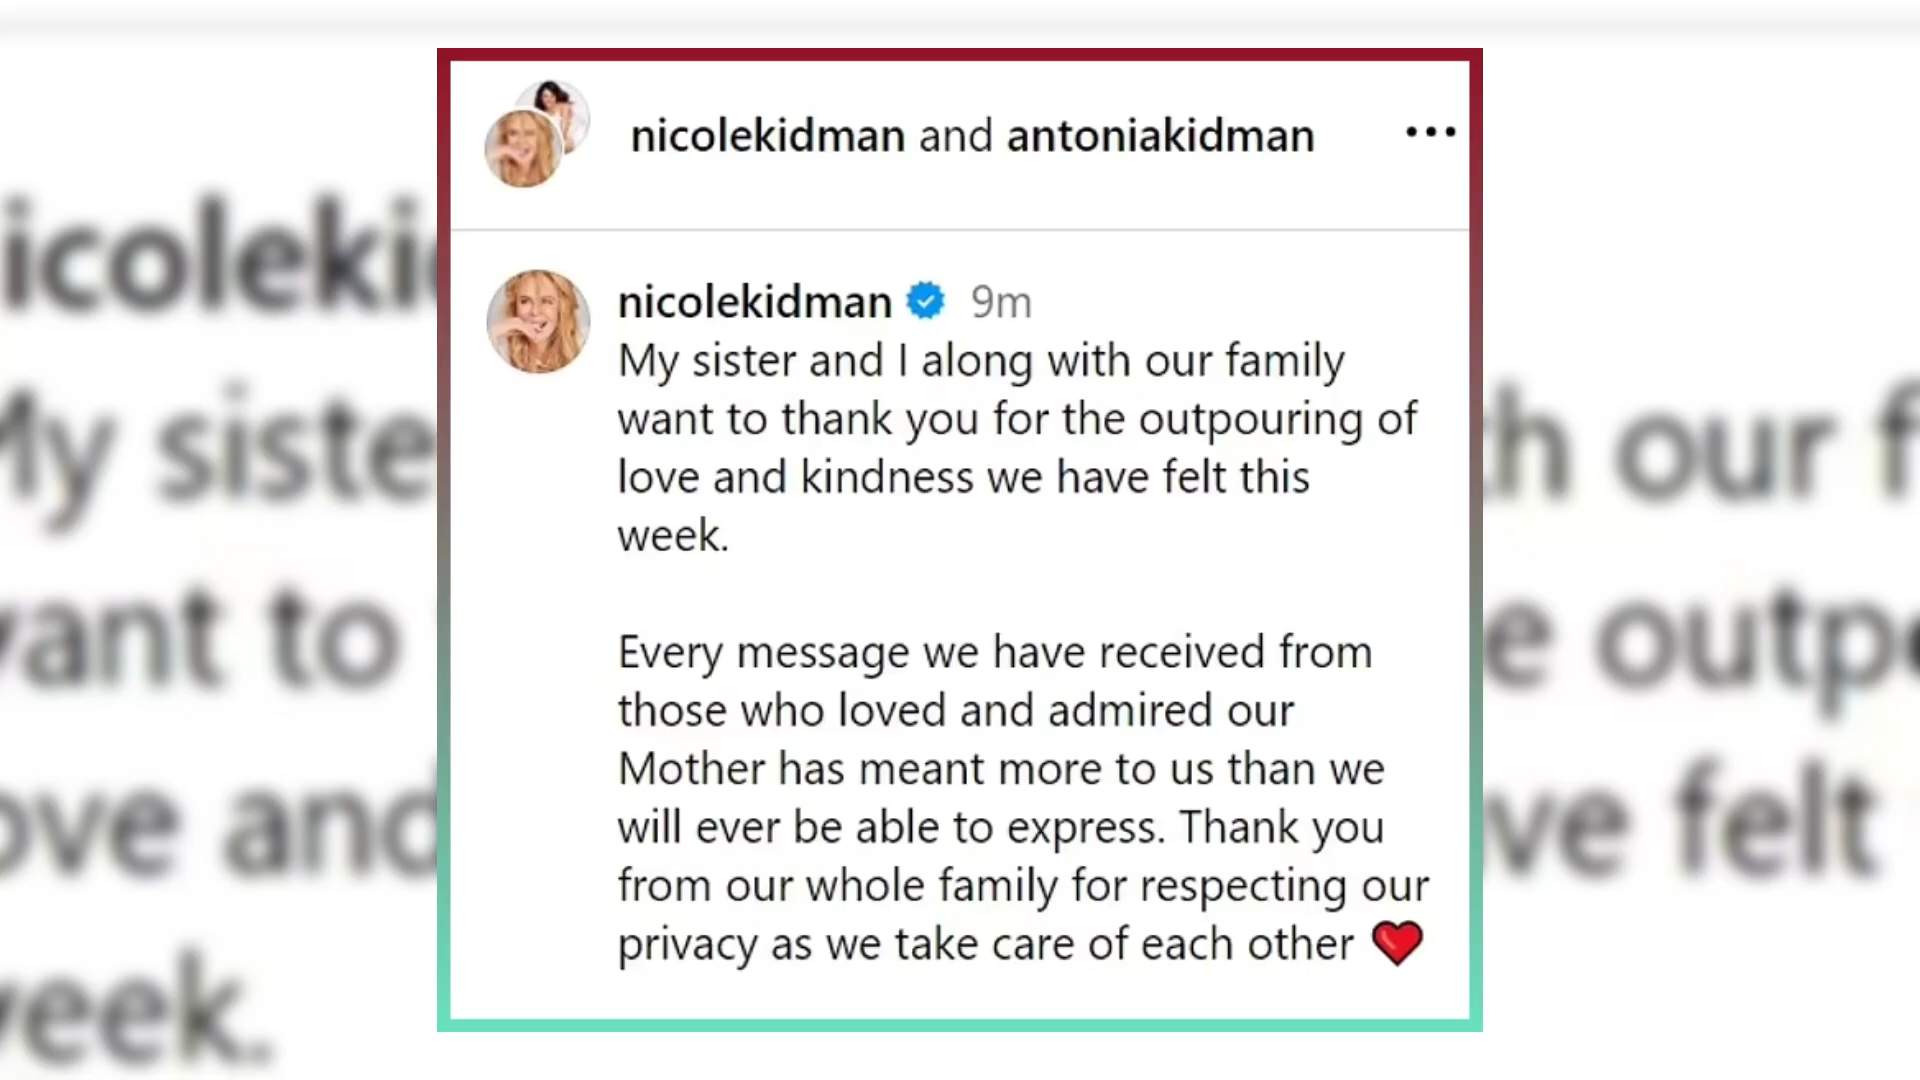 nicolekidman and antoniakidman
nicolekidman 9m
My sister and I along with our family
want to thank you for the outpouring of
love and kindness we have felt this
week.
Every message we have received from
those who loved and admired our
Mother has meant more to us than we
will ever be able to express. Thank you
from our whole family for respecting our
privacy as we take care of each other ❤️